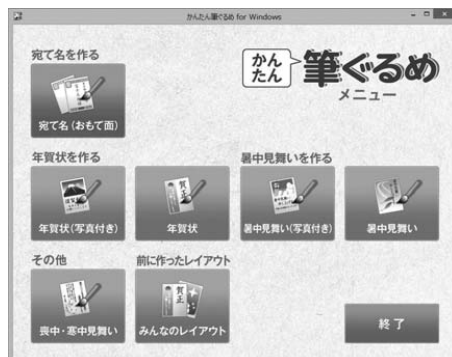 かんたん筆ぐるめ for Windows
宛て名を作る
かん
たん
筆ぐるめ
メニュー
宛て名(おもて面)
年賀状を作る
暑中見舞いを作る
年賀状(写真付き)
年賀状
暑中見舞い(写真付き)
暑中見舞い
その他
前に作ったレイアウト
喪中・寒中見舞い
みんなのレイアウト
終了